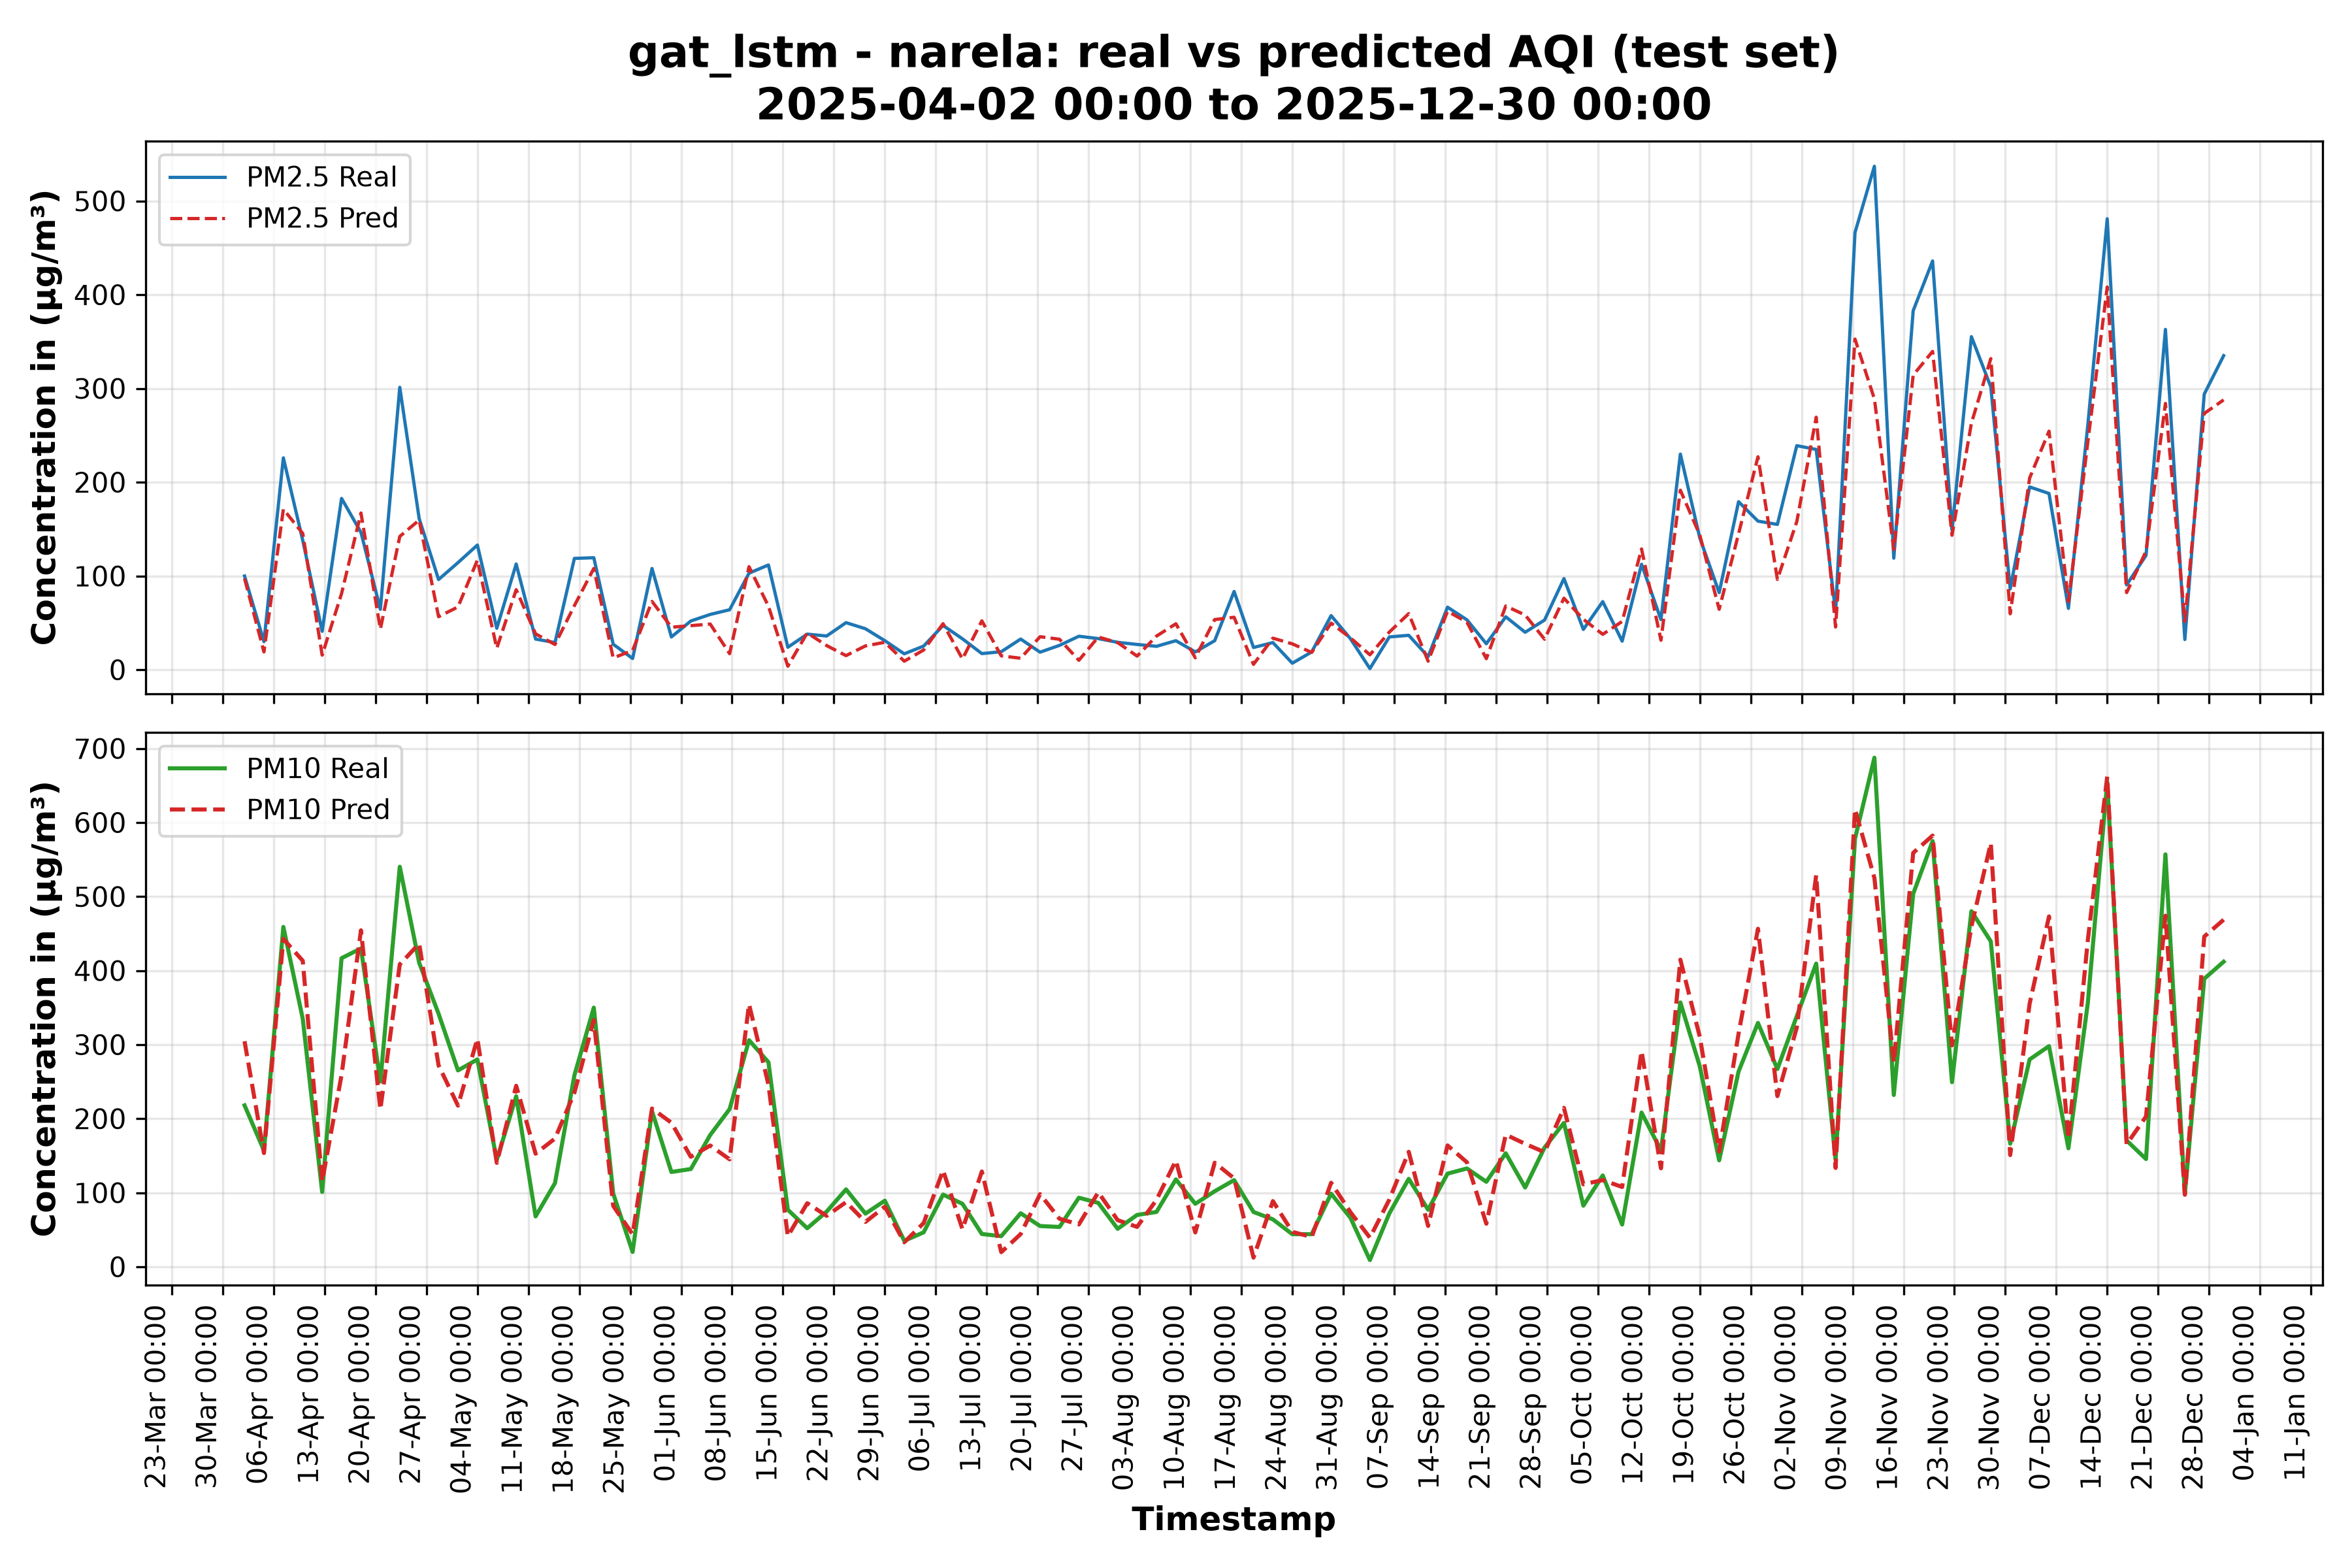 gat_lstm - narela: real vs predicted AQI (test set)
2025-04-02 00:00 to 2025-12-30 00:00
Concentration in (µg/m³)
500
400
300
200
100
0
PM2.5 Real
PM2.5 Pred
Concentration in (µg/m³)
700
600
500
400
300
200
100
0
PM10 Real
PM10 Pred
23-Mar 00:00
30-Mar 00:00
06-Apr 00:00
13-Apr 00:00
20-Apr 00:00
27-Apr 00:00
04-May 00:00
11-May 00:00
18-May 00:00
25-May 00:00
01-Jun 00:00
08-Jun 00:00
15-Jun 00:00
22-Jun 00:00
29-Jun 00:00
06-Jul 00:00
13-Jul 00:00
20-Jul 00:00
27-Jul 00:00
03-Aug 00:00
10-Aug 00:00
17-Aug 00:00
24-Aug 00:00
31-Aug 00:00
07-Sep 00:00
14-Sep 00:00
21-Sep 00:00
28-Sep 00:00
05-Oct 00:00
12-Oct 00:00
19-Oct 00:00
26-Oct 00:00
02-Nov 00:00
09-Nov 00:00
16-Nov 00:00
23-Nov 00:00
30-Nov 00:00
07-Dec 00:00
14-Dec 00:00
21-Dec 00:00
28-Dec 00:00
04-Jan 00:00
11-Jan 00:00
Timestamp